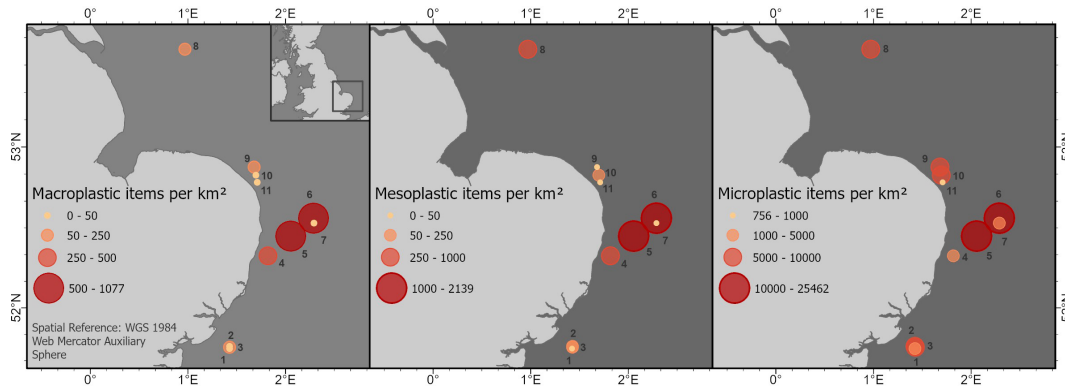 0° 1°E 2°E 0° 1°E 2°E 0° 1°E 2°E
8
8
8
53°N
53°N
9
10
11
9
10
11
9
10
11
Macroplastic items per km²
0 - 50
50 - 250
250 - 500
500 - 1077
6
7
5
4
Mesoplastic items per km²
0 - 50
50 - 250
250 - 1000
1000 - 2139
6
7
5
4
Microplastic items per km²
756 - 1000
1000 - 5000
5000 - 10000
10000 - 25462
6
7
5
4
52°N
52°N
Spatial Reference: WGS 1984
Web Mercator Auxiliary
Sphere
2
3
1
2
3
1
2
3
1
0° 1°E 2°E 0° 1°E 2°E 0° 1°E 2°E